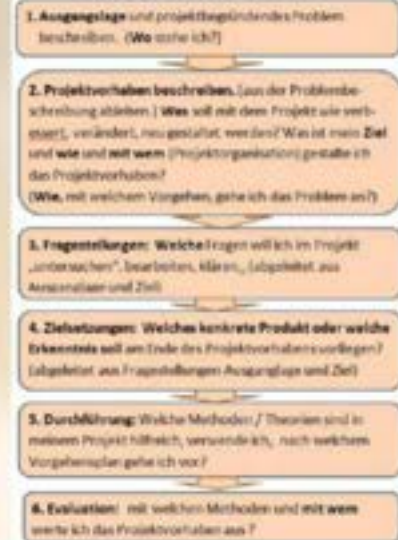 1. Ausgangslage und projektbegründendes Problem
beschreiben. (Wo stehe ich?)
2. Projektvorhaben beschreiben. (aus der Problembe-
schreibung ableiten.) Was soll mit dem Projekt wie verb-
essert, verändert, neu gestaltet werden? Was ist mein Ziel
und wie und mit wem (Projektorganisation) gestalte ich
das Projektvorhaben?
(Wie, mit welchem Vorgehen, gehe ich das Problem an?)
3. Fragestellungen: Welche Fragen will ich im Projekt
„untersuchen“, bearbeiten, klären, (abgeleitet aus
und Ziel)
4. Zielsetzungen: Welches konkrete Produkt oder welche
Erkenntnis soll am Ende des Projektvorhabens vorliegen?
(abgeleitet aus Fragestellungen Ausganglage und Ziel)
5. Durchführung: Welche Methoden / Theorien sind in
meinem Projekt hilfreich, verwende ich, nach welchem
Vorgehensplan gehe ich vor?
6. Evaluation: mit welchen Methoden und mit wem
werte ich das Projektvorhaben aus?